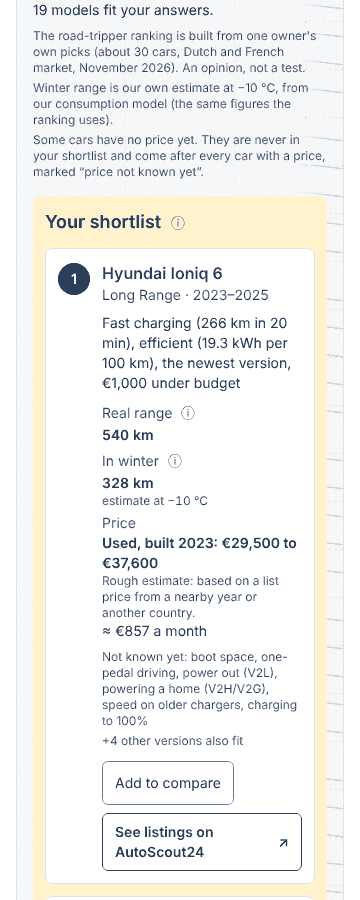 19 models fit your answers.
The road-tripper ranking is built from one owner's
own picks (about 30 cars, Dutch and French
market, November 2026). An opinion, not a test.
Winter range is our own estimate at −10 °C, from
our consumption model (the same figures the
ranking uses).
Some cars have no price yet. They are never in
your shortlist and come after every car with a price,
marked “price not known yet”.
Your shortlist ⓘ
1
Hyundai Ioniq 6
Long Range · 2023–2025
Fast charging (266 km in 20
min), efficient (19.3 kWh per
100 km), the newest version,
€1,000 under budget
Real range ⓘ
540 km
In winter ⓘ
328 km
estimate at −10 °C
Price
Used, built 2023: €29,500 to
€37,600
Rough estimate: based on a list
price from a nearby year or
another country.
≈ €857 a month
Not known yet: boot space, one-
pedal driving, power out (V2L),
powering a home (V2H/V2G),
speed on older chargers, charging
to 100%
+4 other versions also fit
Add to compare
See listings on
AutoScout24 ↗